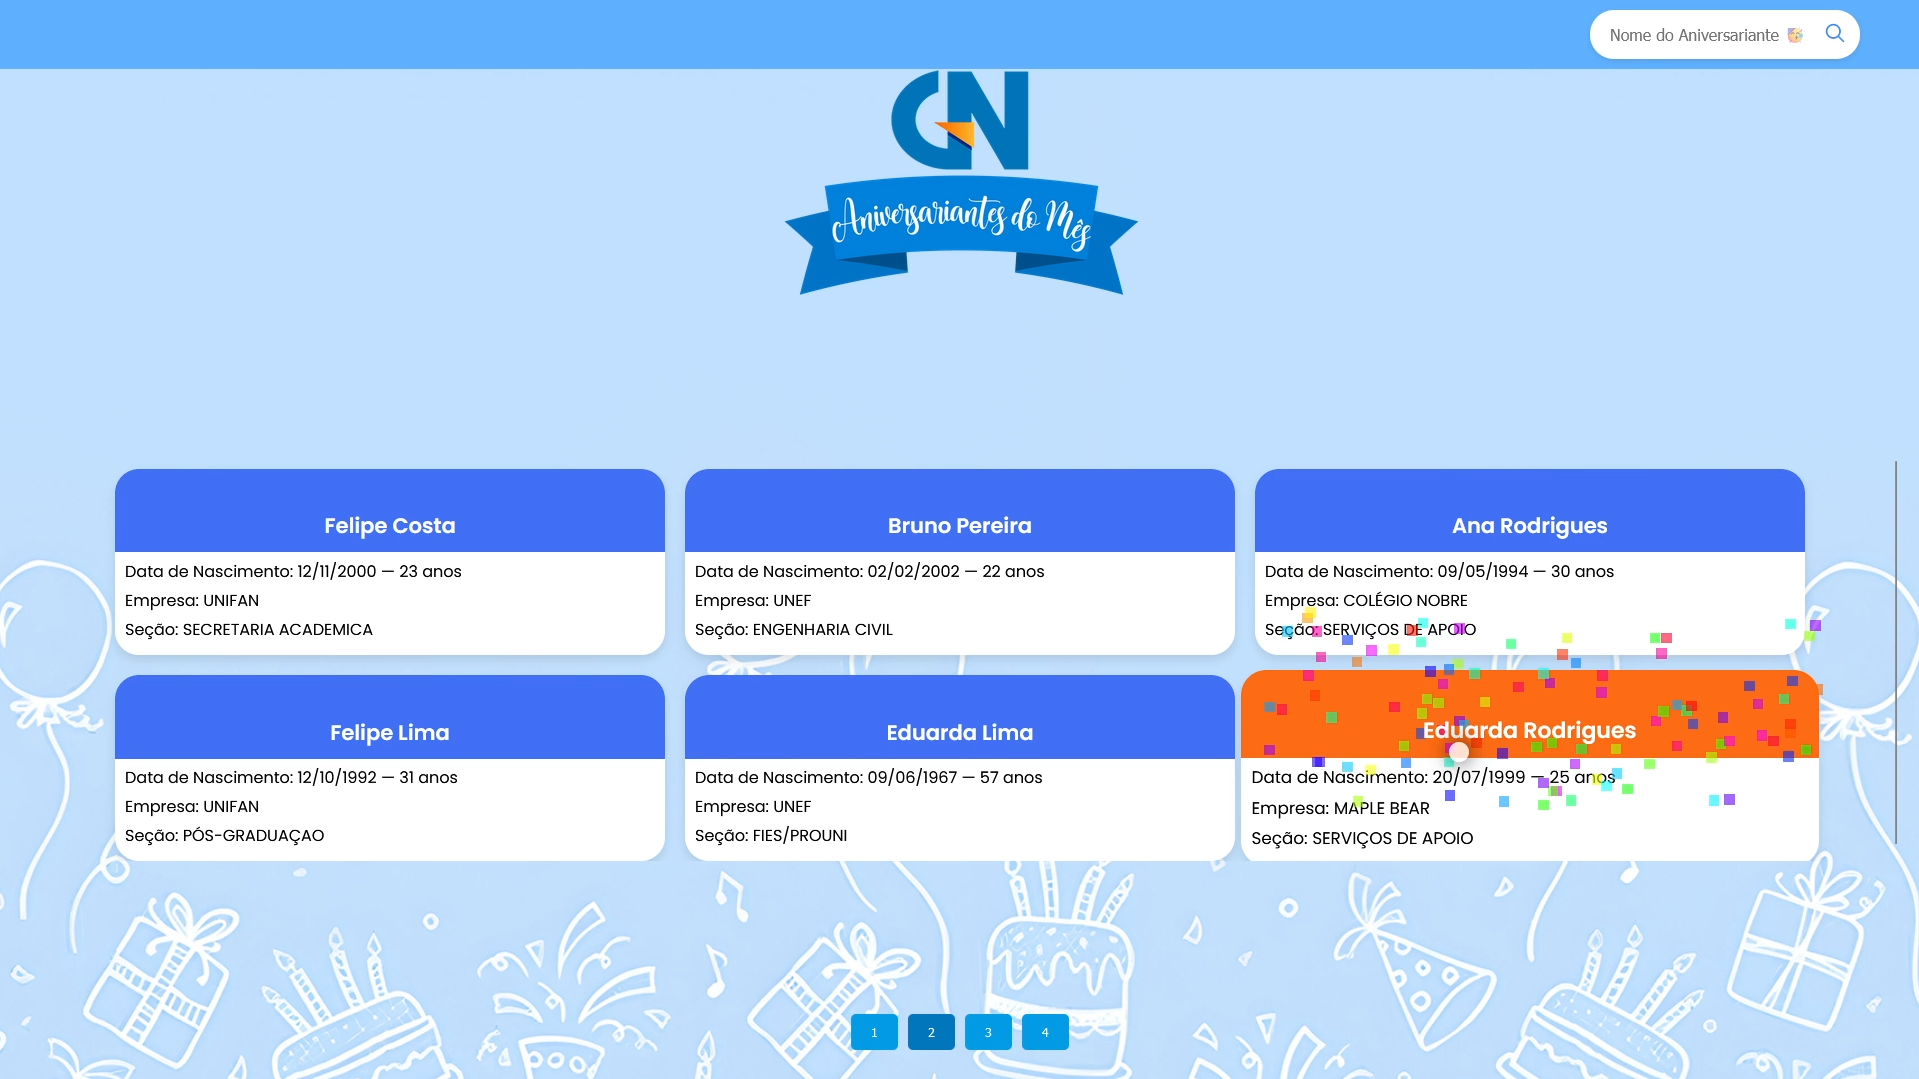 Nome do Aniversariante 🥳
GN
Aniversariantes do Mês
Felipe Costa
Data de Nascimento: 12/11/2000 — 23 anos
Empresa: UNIFAN
Seção: SECRETARIA ACADEMICA
Bruno Pereira
Data de Nascimento: 02/02/2002 — 22 anos
Empresa: UNEF
Seção: ENGENHARIA CIVIL
Ana Rodrigues
Data de Nascimento: 09/05/1994 — 30 anos
Empresa: COLÉGIO NOBRE
Seção: SERVIÇOS DE APOIO
Felipe Lima
Data de Nascimento: 12/10/1992 — 31 anos
Empresa: UNIFAN
Seção: PÓS-GRADUAÇAO
Eduarda Lima
Data de Nascimento: 09/06/1967 — 57 anos
Empresa: UNEF
Seção: FIES/PROUNI
Eduarda Rodrigues
Data de Nascimento: 20/07/1999 — 25 anos
Empresa: MAPLE BEAR
Seção: SERVIÇOS DE APOIO
1 2 3 4